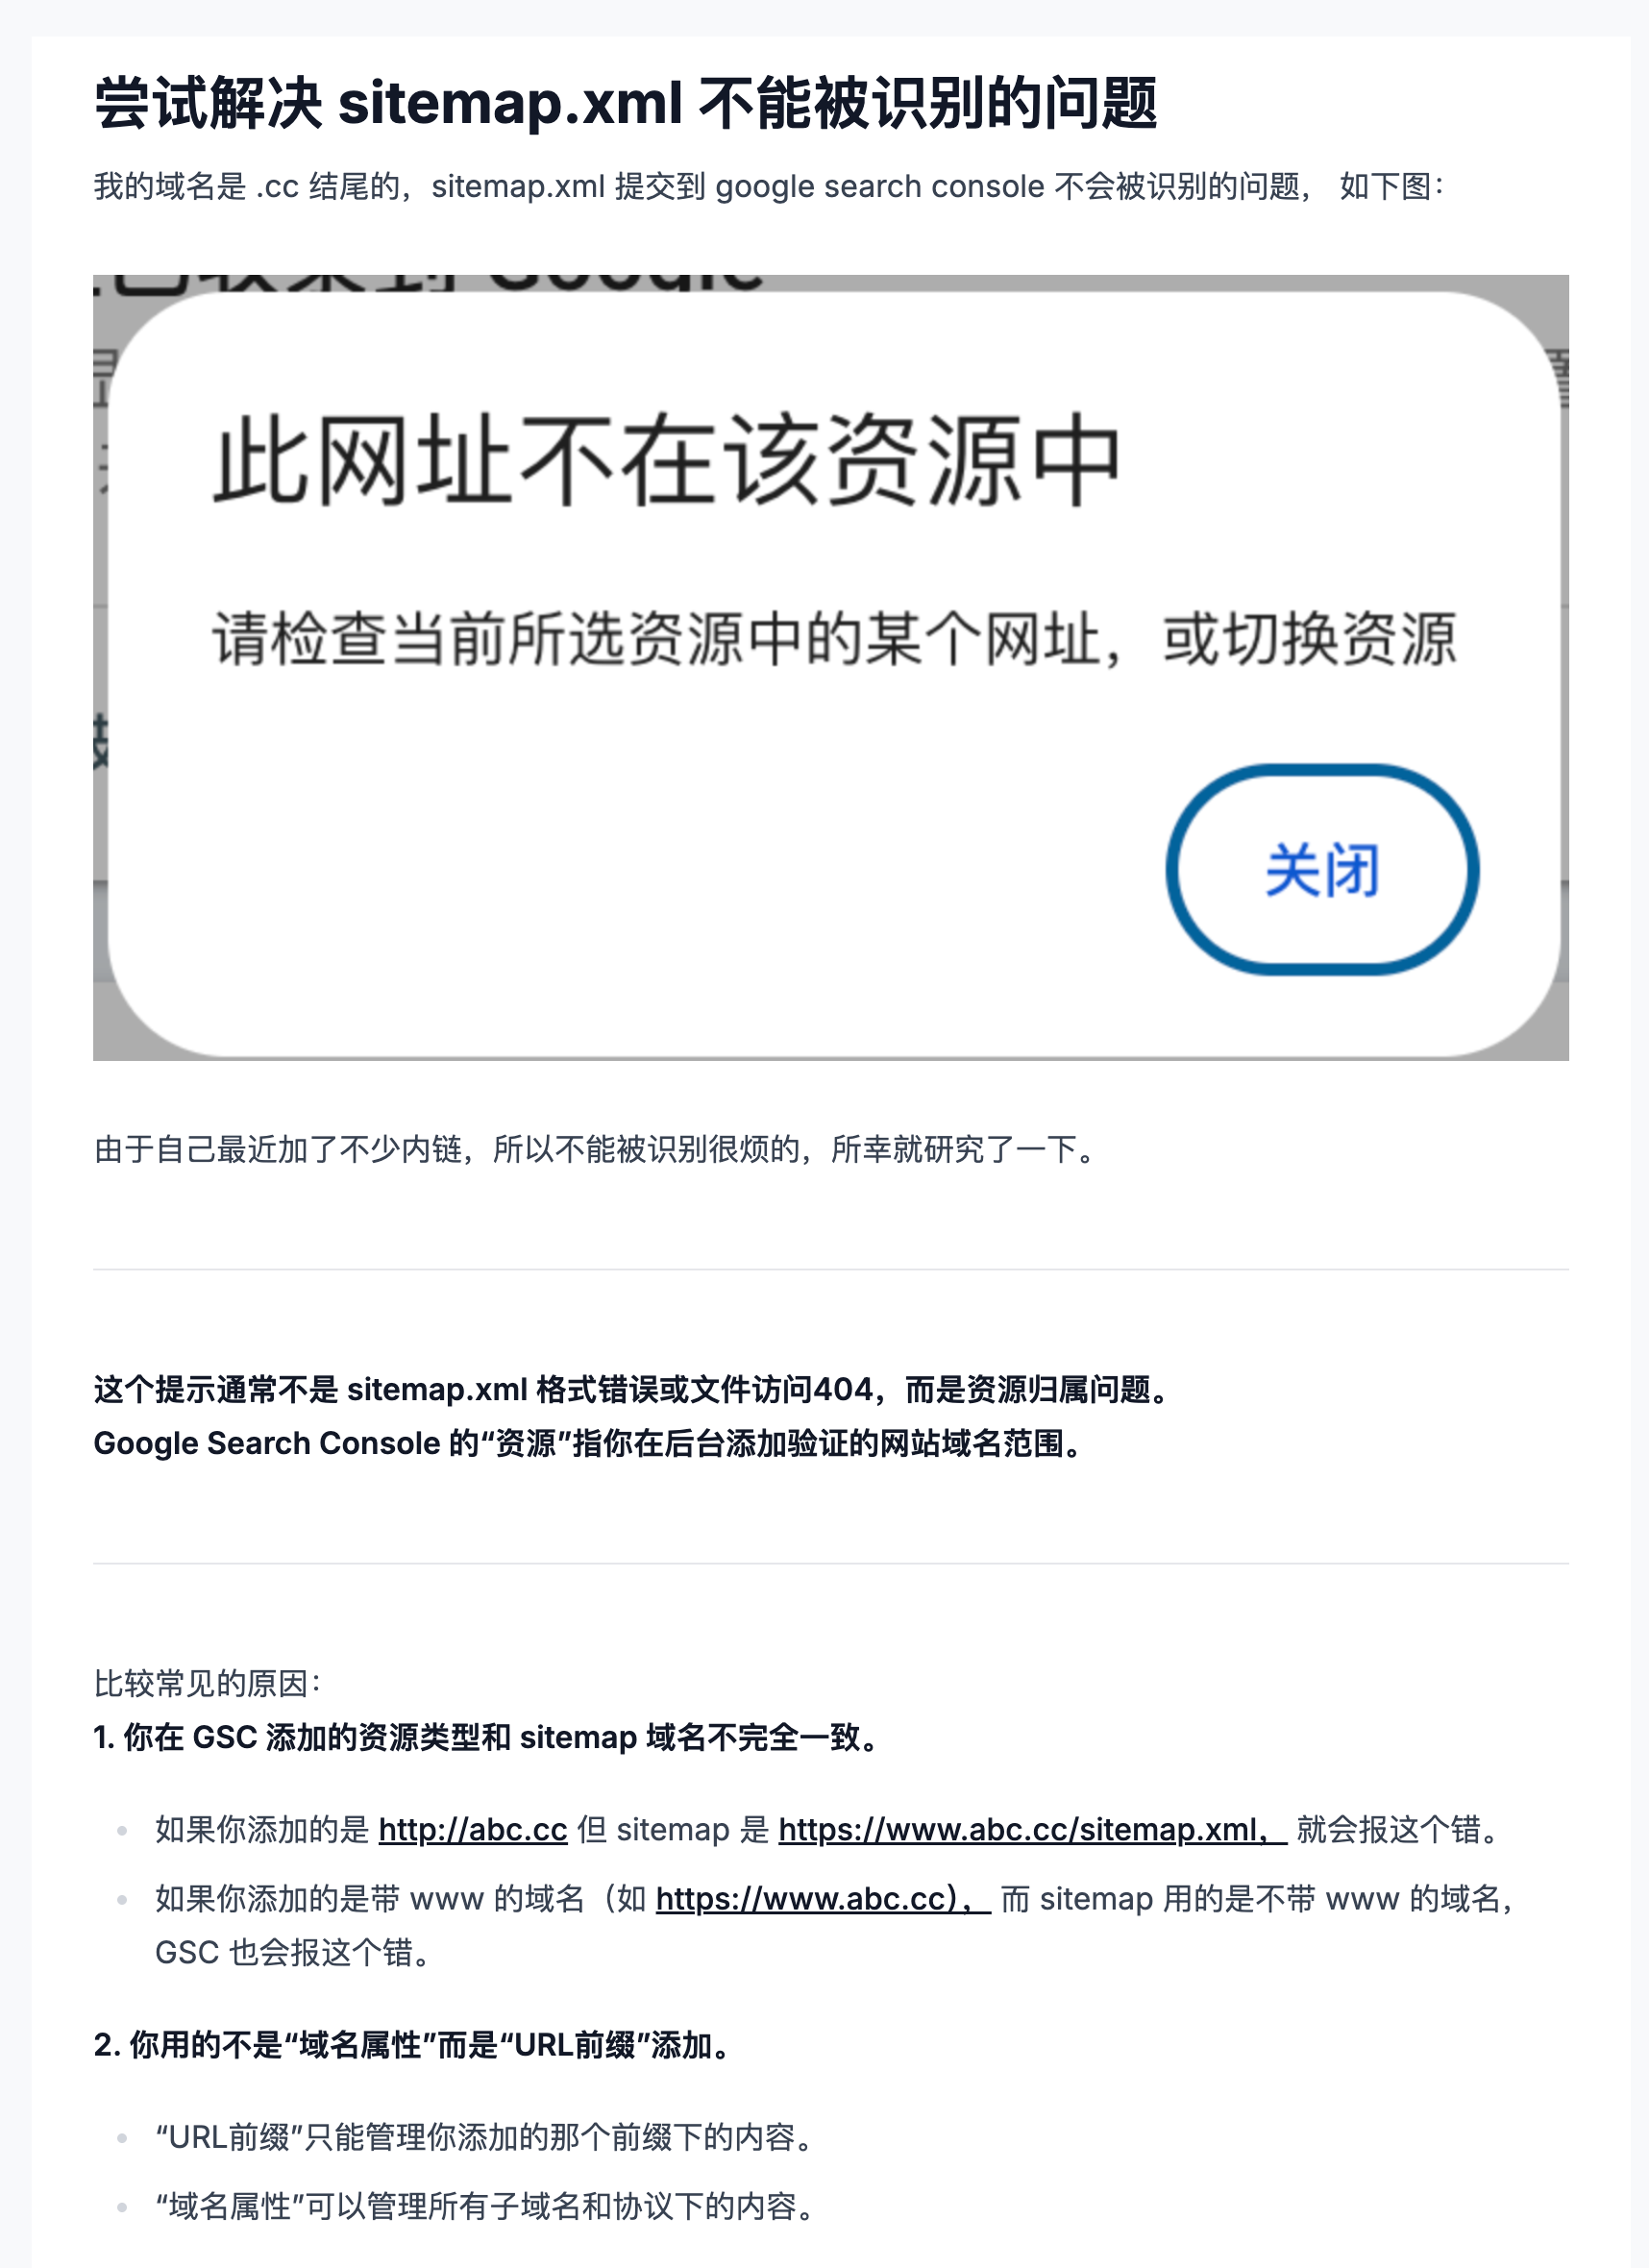 尝试解决 sitemap.xml 不能被识别的问题
我的域名是 .cc 结尾的，sitemap.xml 提交到 google search console 不会被识别的问题， 如下图：
此网址不在该资源中
请检查当前所选资源中的某个网址，或切换资源
关闭
由于自己最近加了不少内链，所以不能被识别很烦的，所幸就研究了一下。
这个提示通常不是 sitemap.xml 格式错误或文件访问404，而是资源归属问题。
Google Search Console 的“资源”指你在后台添加验证的网站域名范围。
比较常见的原因：
1. 你在 GSC 添加的资源类型和 sitemap 域名不完全一致。
如果你添加的是 http://abc.cc 但 sitemap 是 https://www.abc.cc/sitemap.xml， 就会报这个错。
如果你添加的是带 www 的域名（如 https://www.abc.cc）， 而 sitemap 用的是不带 www 的域名，
GSC 也会报这个错。
2. 你用的不是“域名属性”而是“URL前缀”添加。
“URL前缀”只能管理你添加的那个前缀下的内容。
“域名属性”可以管理所有子域名和协议下的内容。